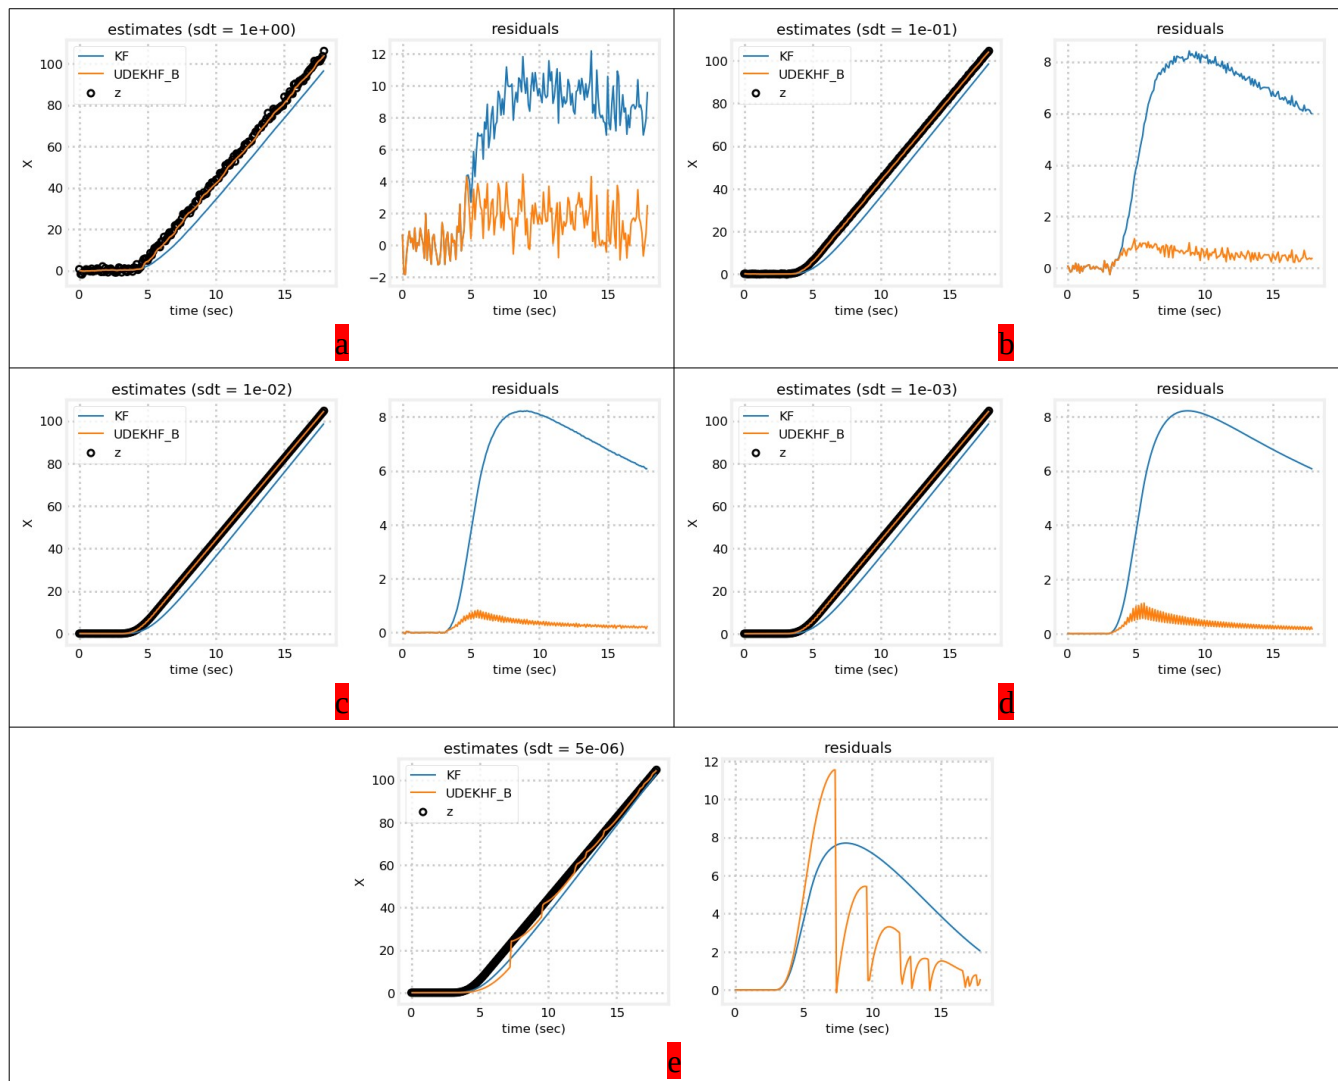 estimates (sdt = 1e+00)
residuals
KF
UDEKHF_B
z
100
80
60
40
20
0
X
0
5
10
15
time (sec)
12
10
8
6
4
2
0
−2
0
5
10
15
time (sec)
a
estimates (sdt = 1e-01)
residuals
KF
UDEKHF_B
z
100
80
60
40
20
0
X
0
5
10
15
time (sec)
8
6
4
2
0
0
5
10
15
time (sec)
b
estimates (sdt = 1e-02)
residuals
KF
UDEKHF_B
z
100
80
60
40
20
0
X
0
5
10
15
time (sec)
8
6
4
2
0
0
5
10
15
time (sec)
c
estimates (sdt = 1e-03)
residuals
KF
UDEKHF_B
z
100
80
60
40
20
0
X
0
5
10
15
time (sec)
8
6
4
2
0
0
5
10
15
time (sec)
d
estimates (sdt = 5e-06)
residuals
KF
UDEKHF_B
z
100
80
60
40
20
0
X
0
5
10
15
time (sec)
12
10
8
6
4
2
0
0
5
10
15
time (sec)
e